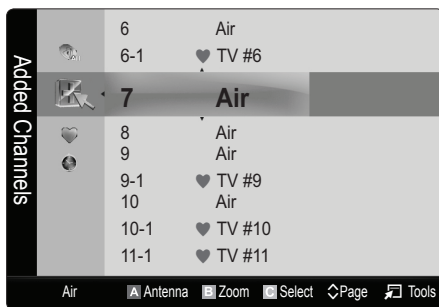 Added Channels
6 Air
6-1 ♥ TV #6
7 Air
8 Air
9 Air
9-1 ♥ TV #9
10 Air
10-1 ♥ TV #10
11-1 ♥ TV #11
Air A Antenna B Zoom C Select Page Tools